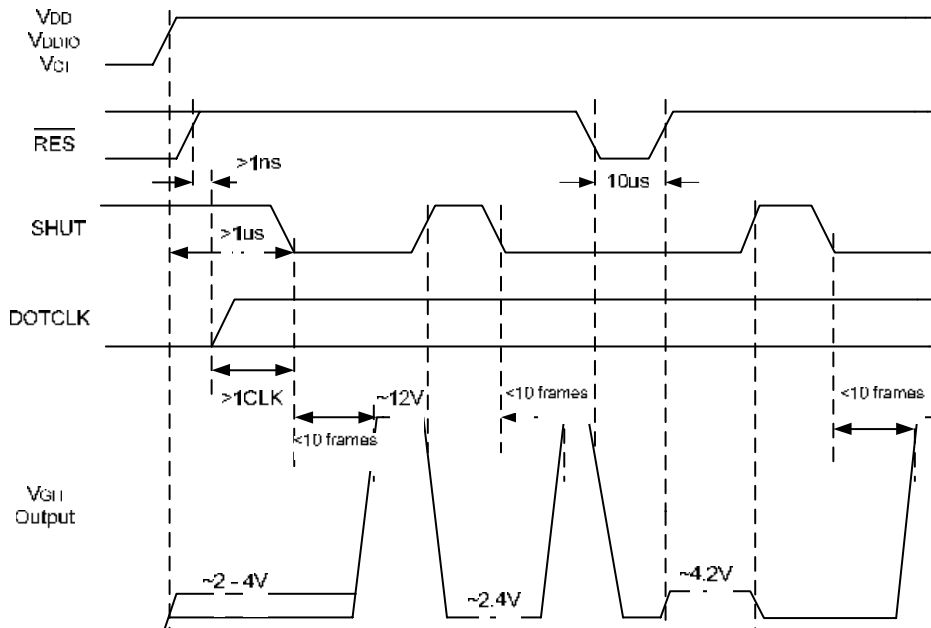 VDD
VDDIO
VCI
RES
>1ns
10us
SHUT
>1us
DOTCLK
>1CLK
~12V
<10 frames
<10 frames
<10 frames
VGH
Output
~2 - 4V
~2.4V
~4.2V